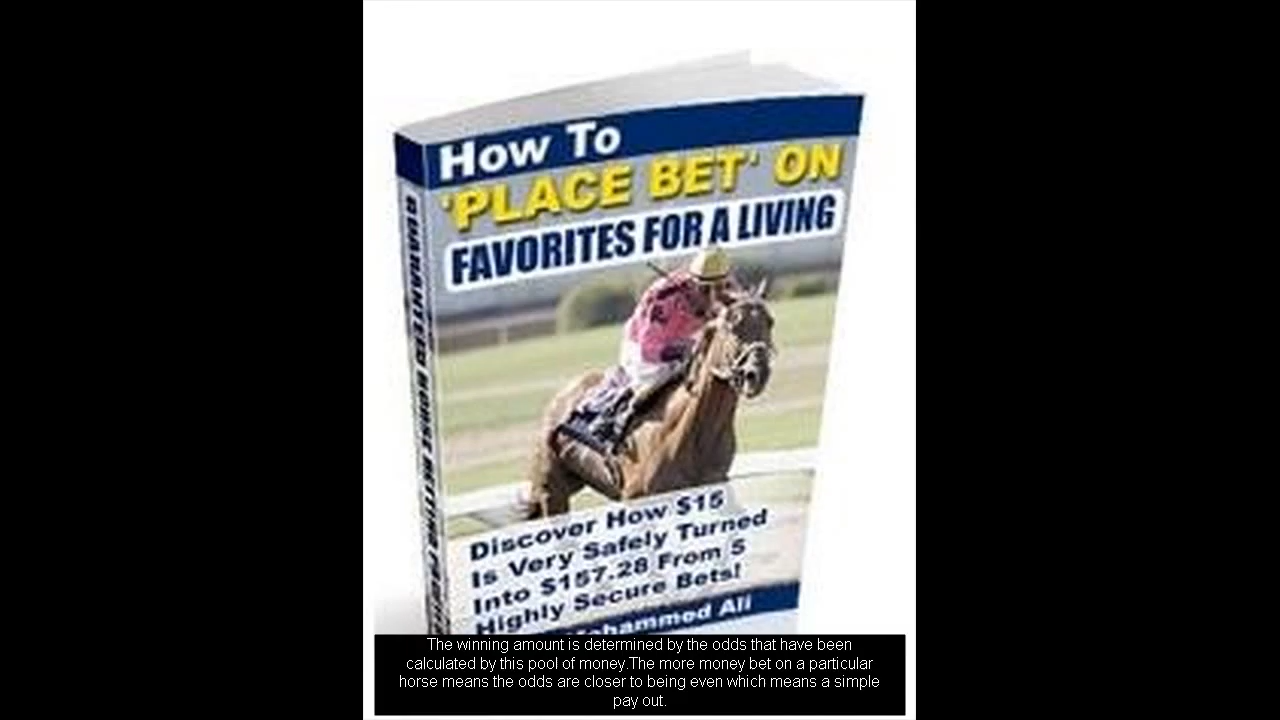 How To
'PLACE BET' ON
FAVORITES FOR A LIVING
Discover How $15
Is Very Safely Turned
Into $157.28 From 5
Highly Secure Bets!
Mohammed Ali
HORSE BETTING
The winning amount is determined by the odds that have been
calculated by this pool of money.The more money bet on a particular
horse means the odds are closer to being even which means a simple
pay out.